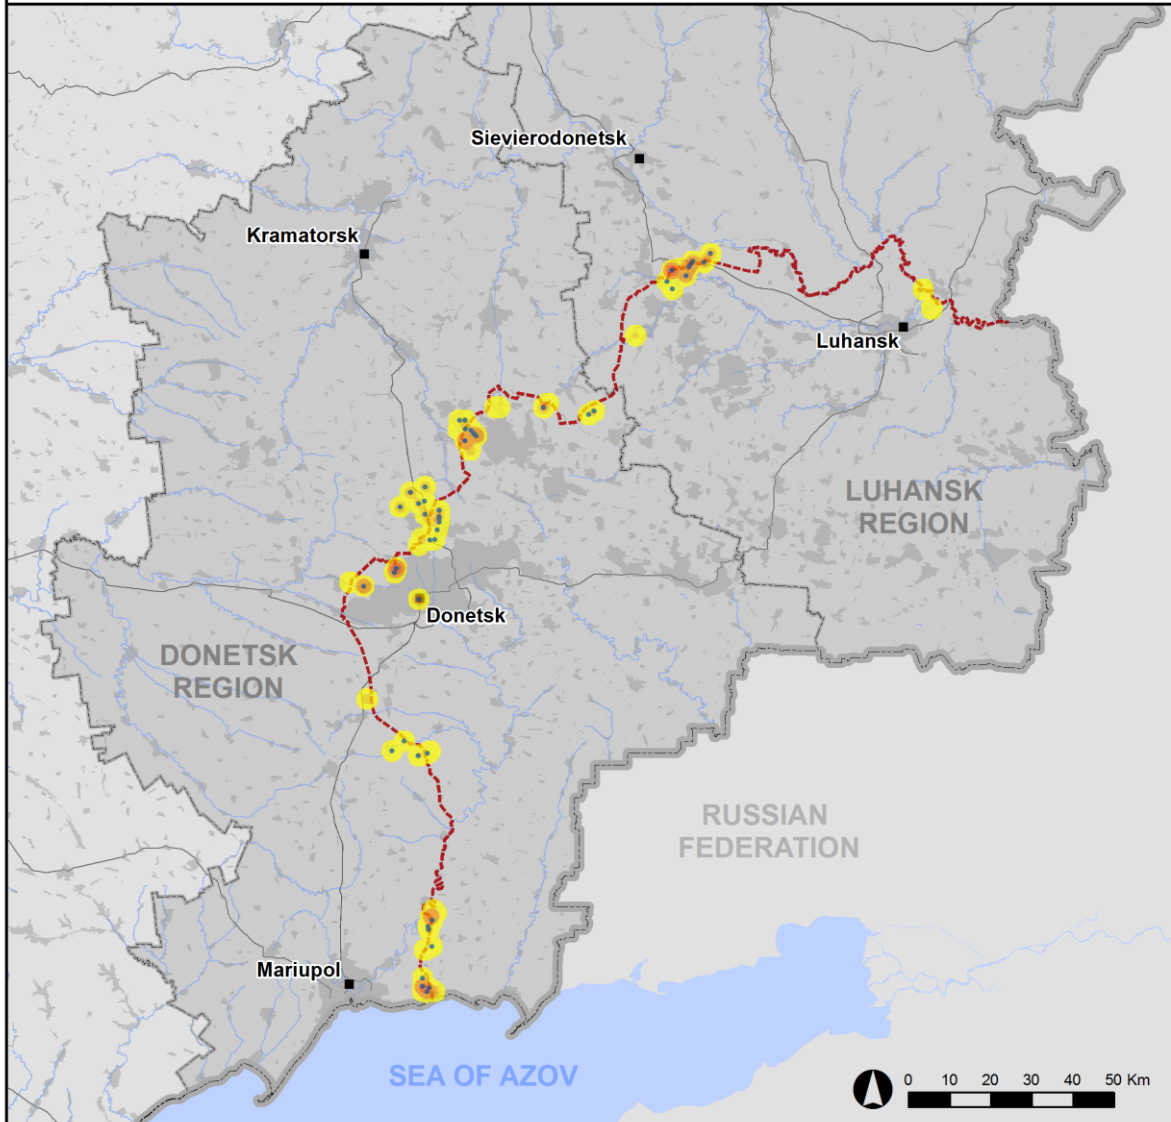 Sievierodonetsk
Kramatorsk
Luhansk
LUHANSK
REGION
Donetsk
DONETSK
REGION
RUSSIAN
FEDERATION
Mariupol
SEA OF AZOV
0 10 20 30 40 50 Km